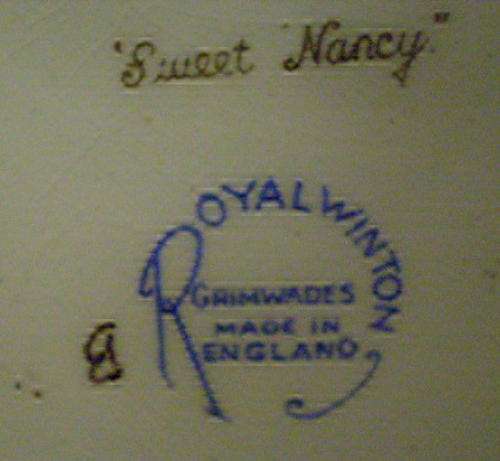 "Sweet Nancy"
ROYAL WINTON
GRIMWADES
MADE IN
ENGLAND
B